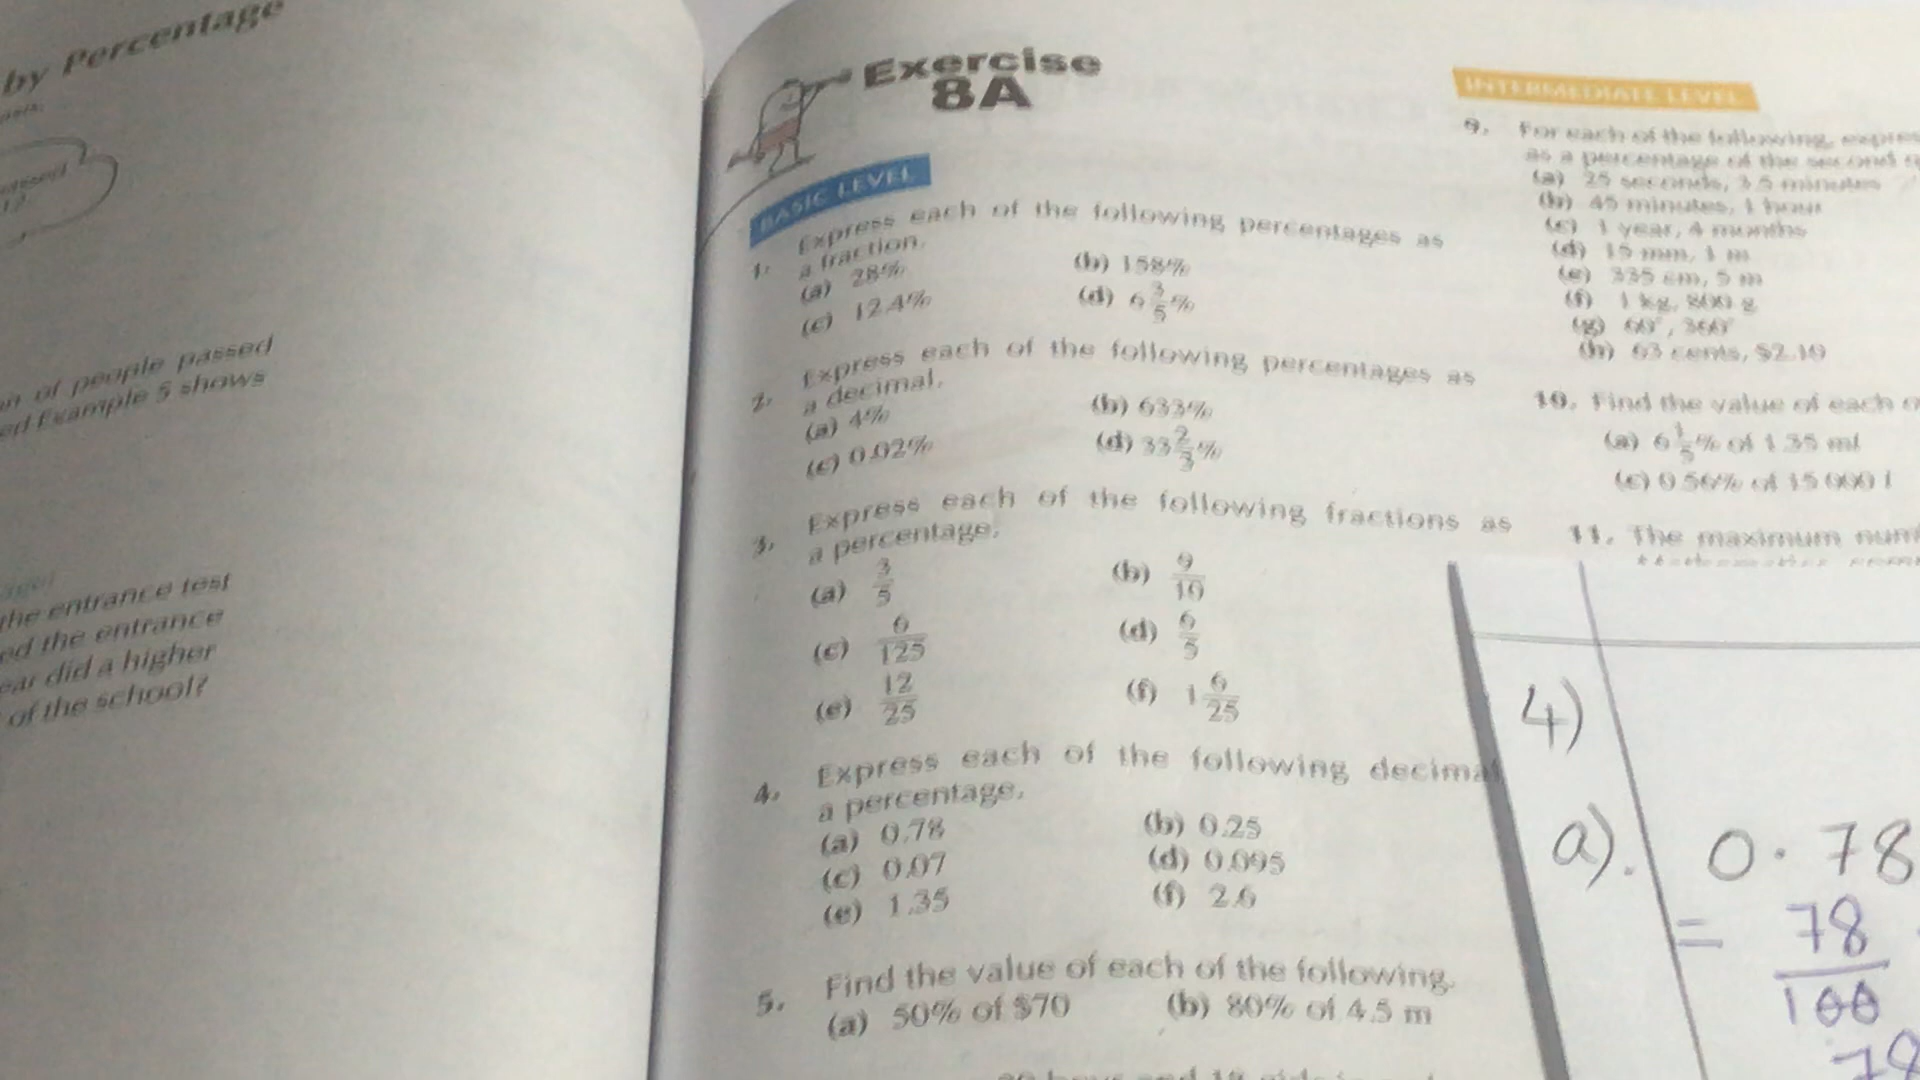 by Percentage
on of people passed
ed Example 5 shows
the entrance test
ed the entrance
ear did a higher
of the school?
Exercise
8A
BASIC LEVEL
1. Express each of the following percentages as
a fraction.
(a) 28% (b) 158%
(c) 12.4% (d) 6 3/5 %
2. Express each of the following percentages as
a decimal.
(a) 4% (b) 633%
(c) 0.02% (d) 33 2/3 %
3. Express each of the following fractions as
a percentage.
(a) 3/5 (b) 9/10
(c) 6/125 (d) 6/5
(e) 12/25 (f) 1 6/25
4. Express each of the following decima
a percentage.
(a) 0.78 (b) 0.25
(c) 0.07 (d) 0.095
(e) 1.35 (f) 2.6
5. Find the value of each of the following.
(a) 50% of $70 (b) 80% of 4.5 m
INTERMEDIATE LEVEL
9. For each of the following, expres
as a percentage of the second q
(a) 25 seconds, 3.5 minutes
(b) 45 minutes, 1 hour
(c) 1 year, 4 months
(d) 15 mm, 1 m
(e) 335 cm, 5 m
(f) 1 kg, 800 g
(g) 60°, 360°
(h) 63 cents, $2.10
10. Find the value of each o
(a) 6 1/5 % of 1.35 ml
(c) 0.56% of 15 000 l
11. The maximum num
4)
a). 0.78
= 78/100
78